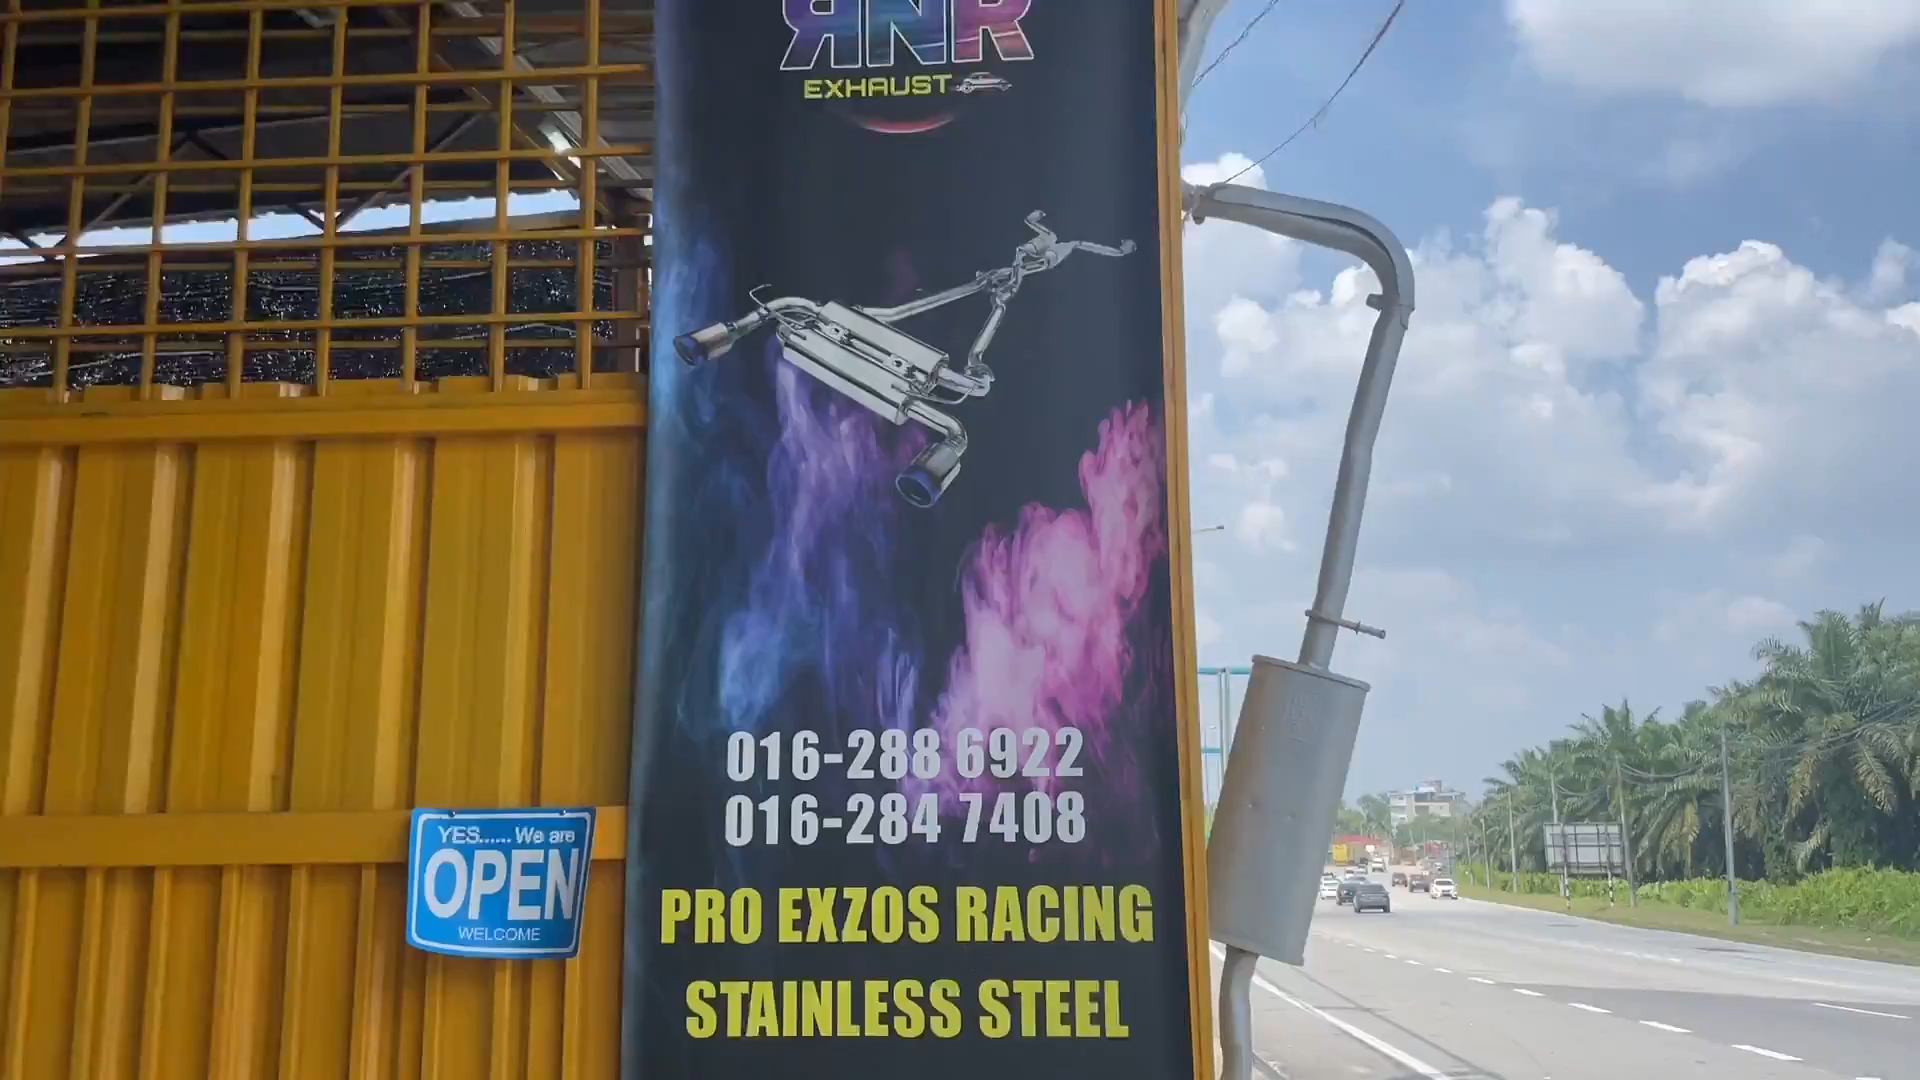 RNR
EXHAUST
016-288 6922
016-284 7408
PRO EXZOS RACING
STAINLESS STEEL
YES...... We are
OPEN
WELCOME